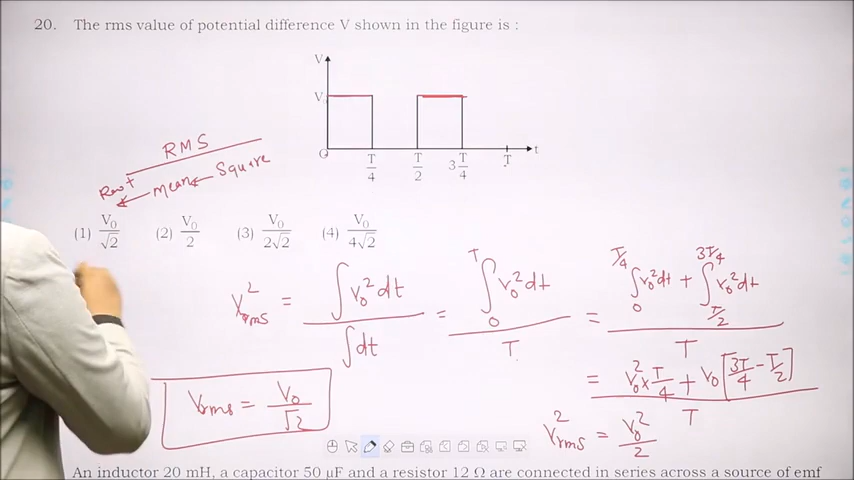 20. The rms value of potential difference V shown in the figure is :
V
V₀
O
T/4
T/2
3T/4
T
t
RMS
Root ← mean ← Square
(1) V₀/√2 (2) V₀/2 (3) V₀/2√2 (4) V₀/4√2
V²rms = ∫v₀²dt / ∫dt = ∫₀ᵀ v₀²dt / T = ∫₀^{T/4} v₀²dt + ∫_{T/2}^{3T/4} v₀²dt / T
= v₀² x T/4 + v₀ [3T/4 - T/2] / T
Vrms = V₀/√2
V²rms = v₀²/2
An inductor 20 mH, a capacitor 50 µF and a resistor 12 Ω are connected in series across a source of emf